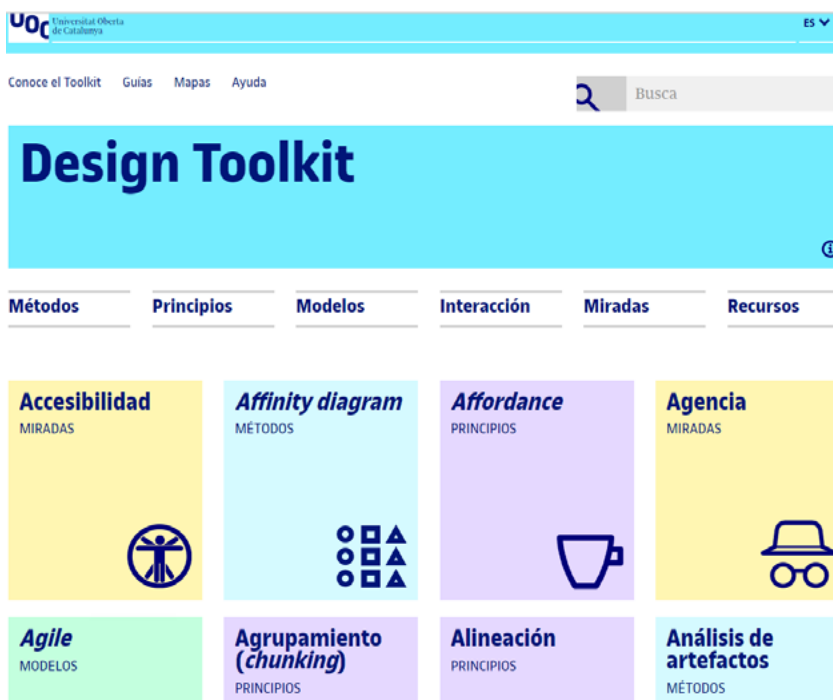 UOC Universitat Oberta
de Catalunya
ES
Conoce el Toolkit Guías Mapas Ayuda
Busca
Design Toolkit
Métodos Principios Modelos Interacción Miradas Recursos
Accesibilidad
MIRADAS
Affinity diagram
MÉTODOS
Affordance
PRINCIPIOS
Agencia
MIRADAS
Agile
MODELOS
Agrupamiento
(chunking)
PRINCIPIOS
Alineación
PRINCIPIOS
Análisis de
artefactos
MÉTODOS